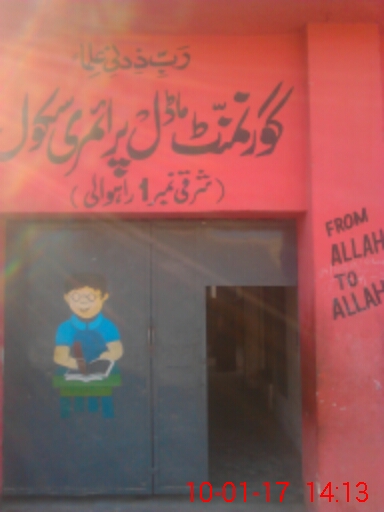 رَبِّ زِدْنِیْ عِلْمًا
گورنمنٹ ماڈل پرائمری سکول
(شرقی نمبر 1 راہوالی)
FROM
ALLAH
TO
ALLAH
10-01-17 14:13